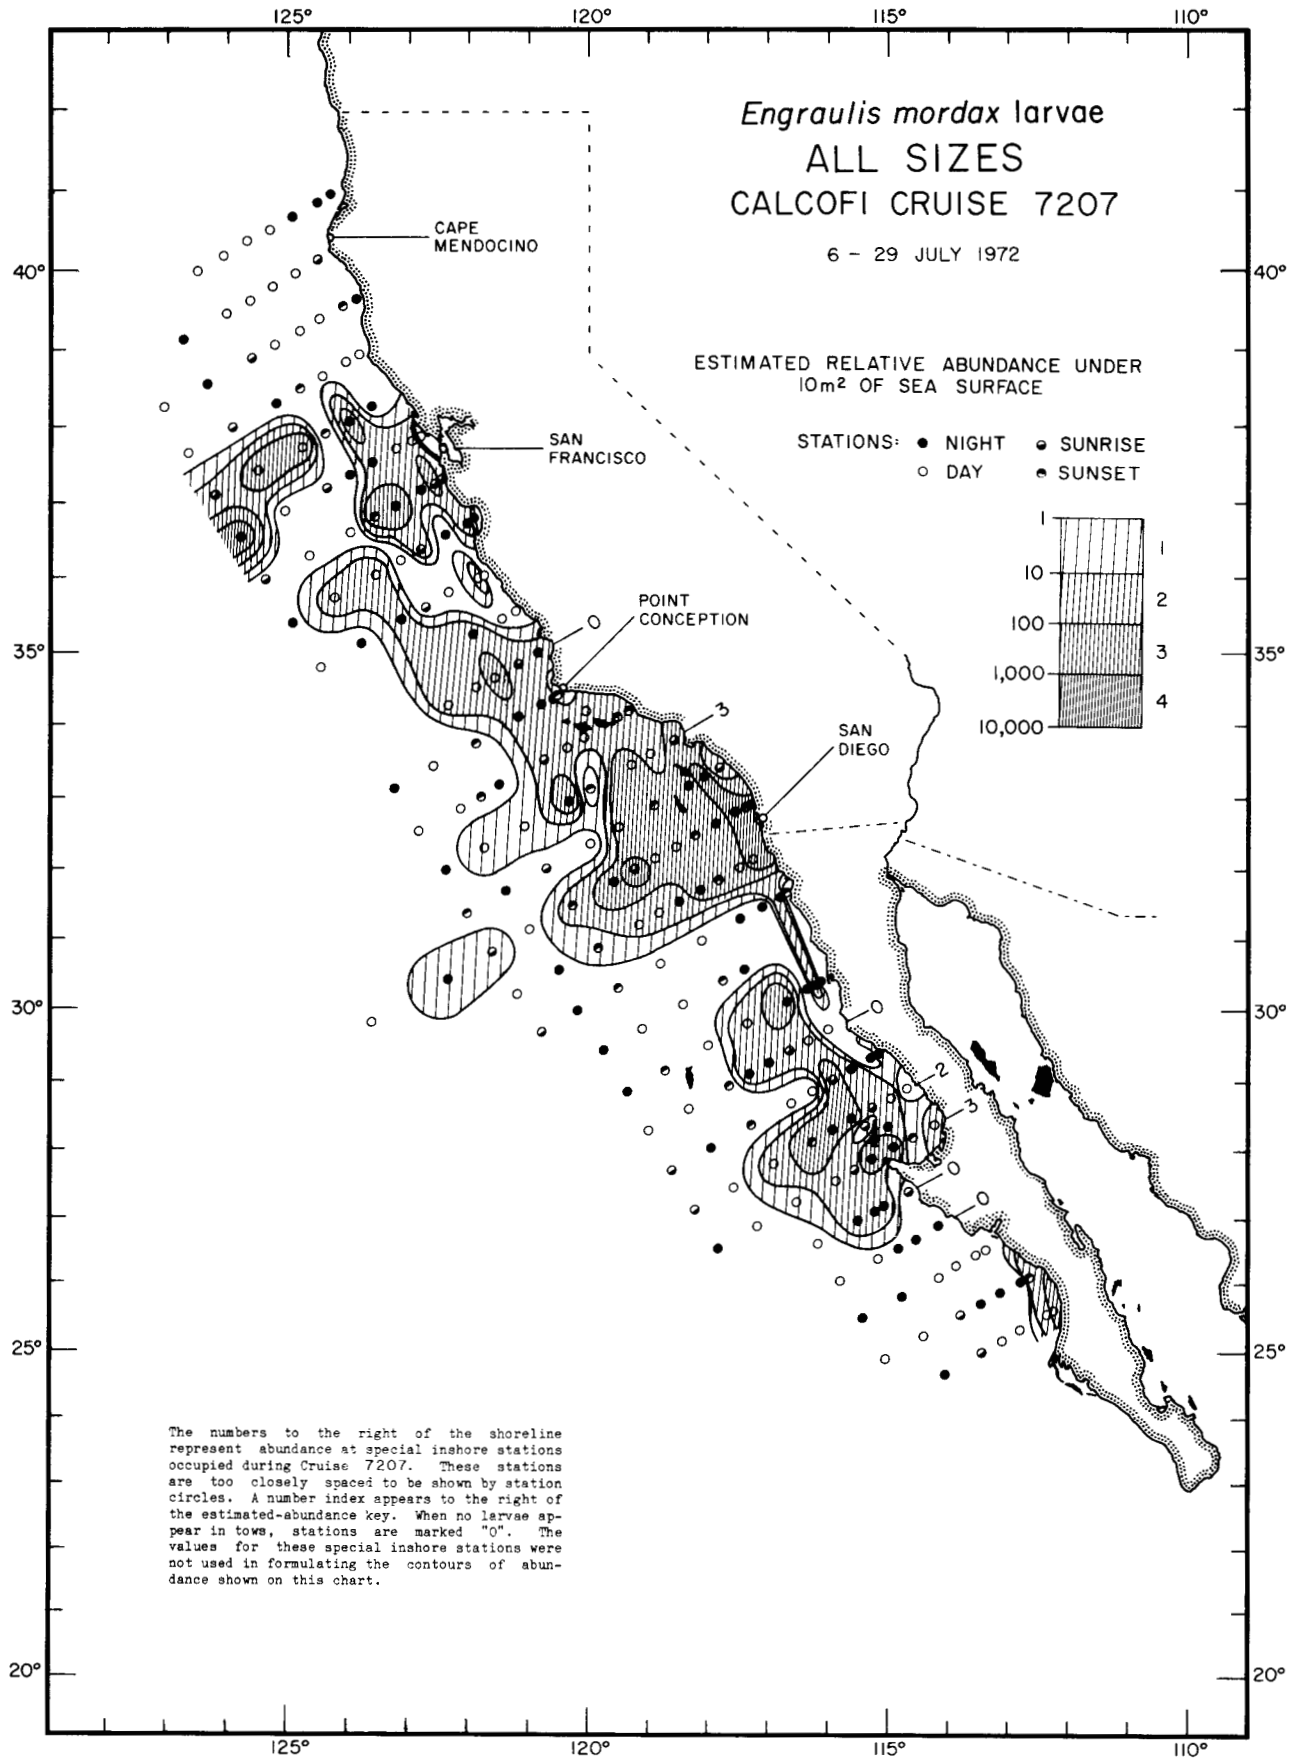 125° 120° 115° 110°
Engraulis mordax larvae
ALL SIZES
CALCOFI CRUISE 7207
6 – 29 JULY 1972
CAPE
MENDOCINO
40° 40°
ESTIMATED RELATIVE ABUNDANCE UNDER
10m² OF SEA SURFACE
STATIONS: ● NIGHT SUNRISE
○ DAY SUNSET
SAN
FRANCISCO
1
1
10
2
100
3
1,000
4
10,000
POINT
CONCEPTION
0
35° 35°
3
SAN
DIEGO
30° 30°
0
2
3
0
0
25° 25°
The numbers to the right of the shoreline
represent abundance at special inshore stations
occupied during Cruise 7207. These stations
are too closely spaced to be shown by station
circles. A number index appears to the right of
the estimated-abundance key. When no larvae ap-
pear in tows, stations are marked "0". The
values for these special inshore stations were
not used in formulating the contours of abun-
dance shown on this chart.
20° 20°
125° 120° 115° 110°